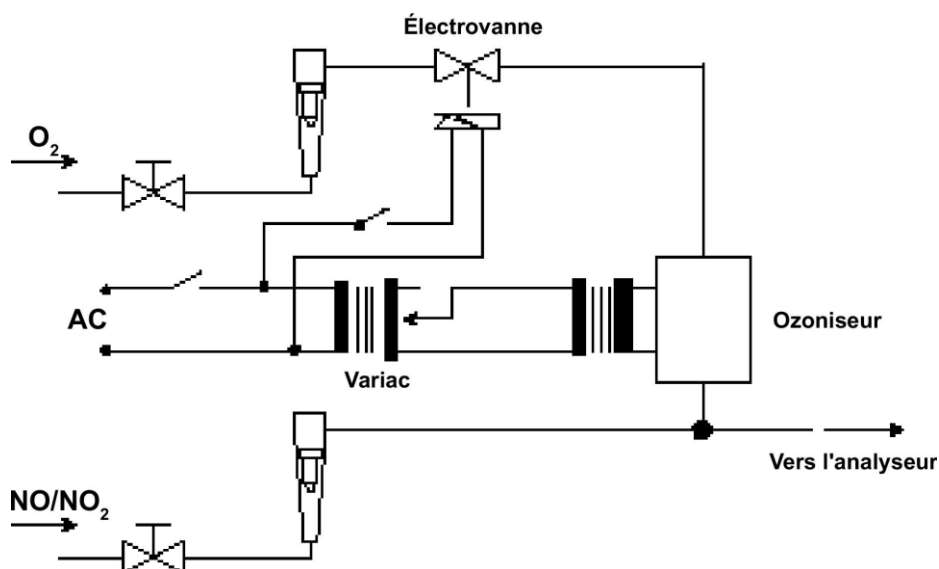 Électrovanne
O₂
AC
Variac
Ozoniseur
Vers l'analyseur
NO/NO₂